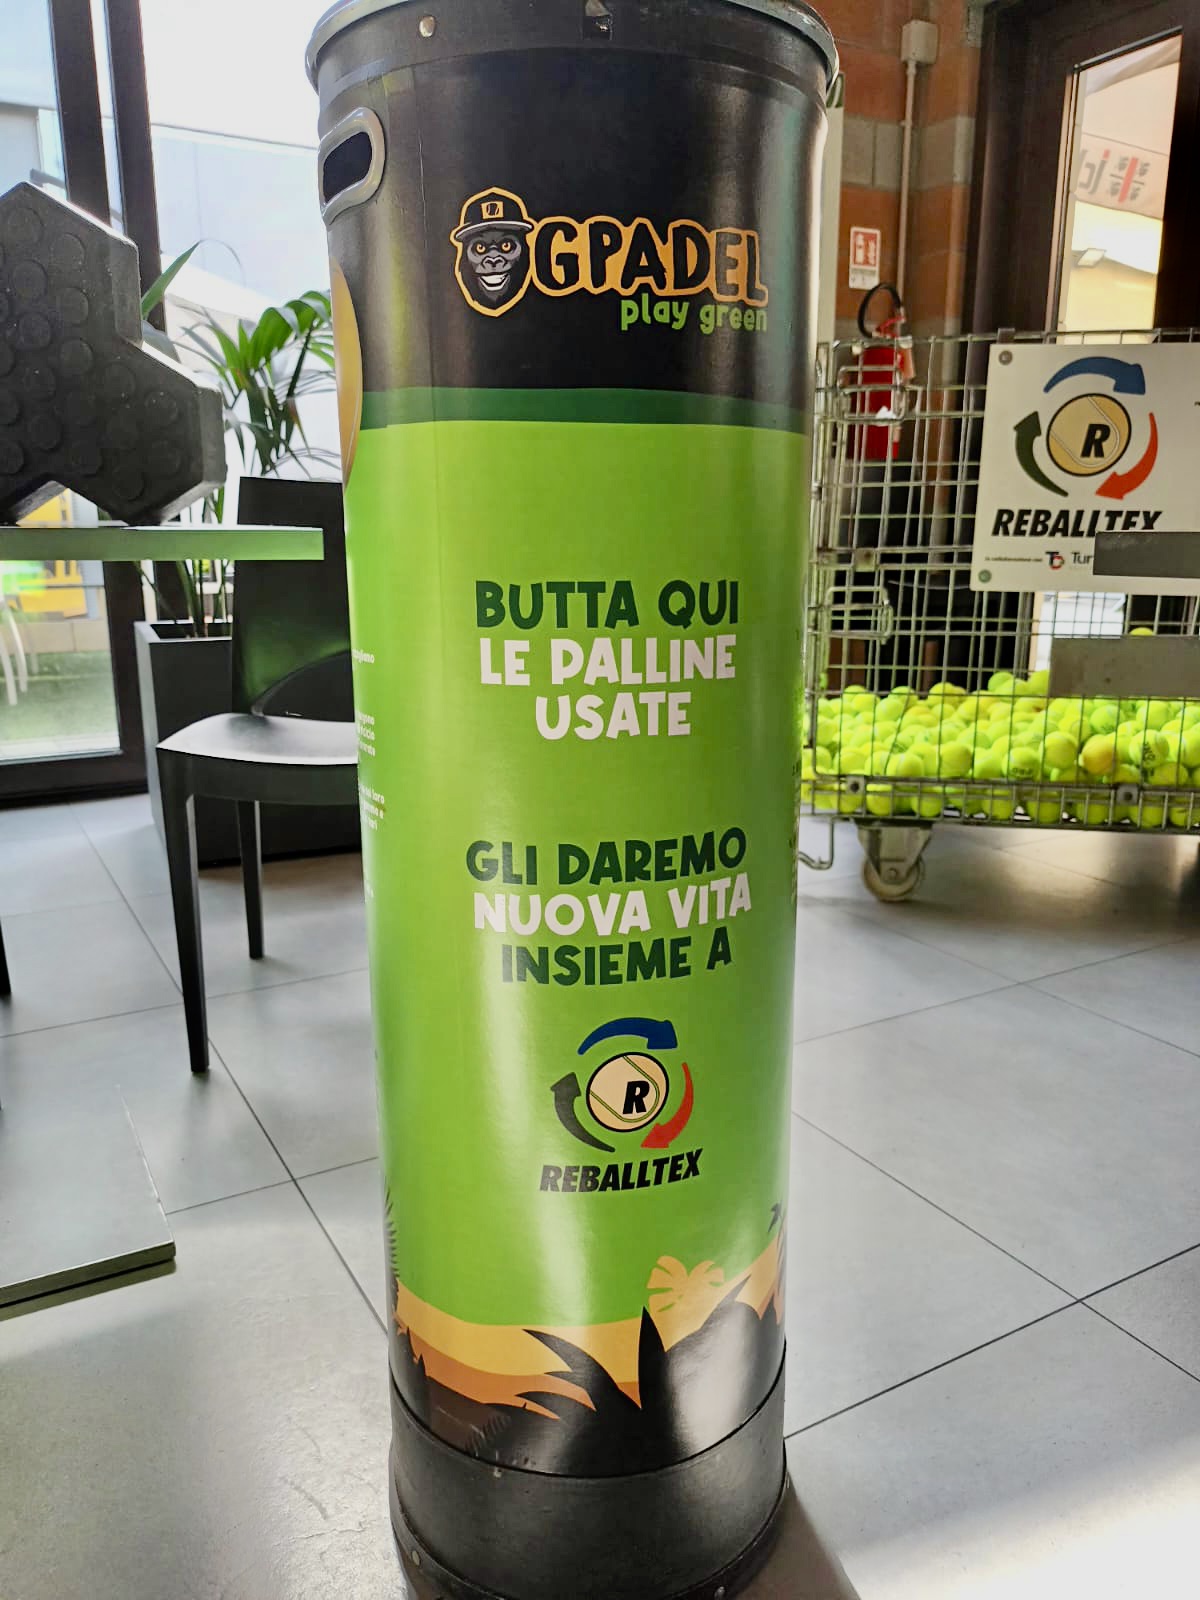 GPADEL
play green
BUTTA QUI
LE PALLINE
USATE
GLI DAREMO
NUOVA VITA
INSIEME A
R
REBALLTEX
R
REBALLTEX